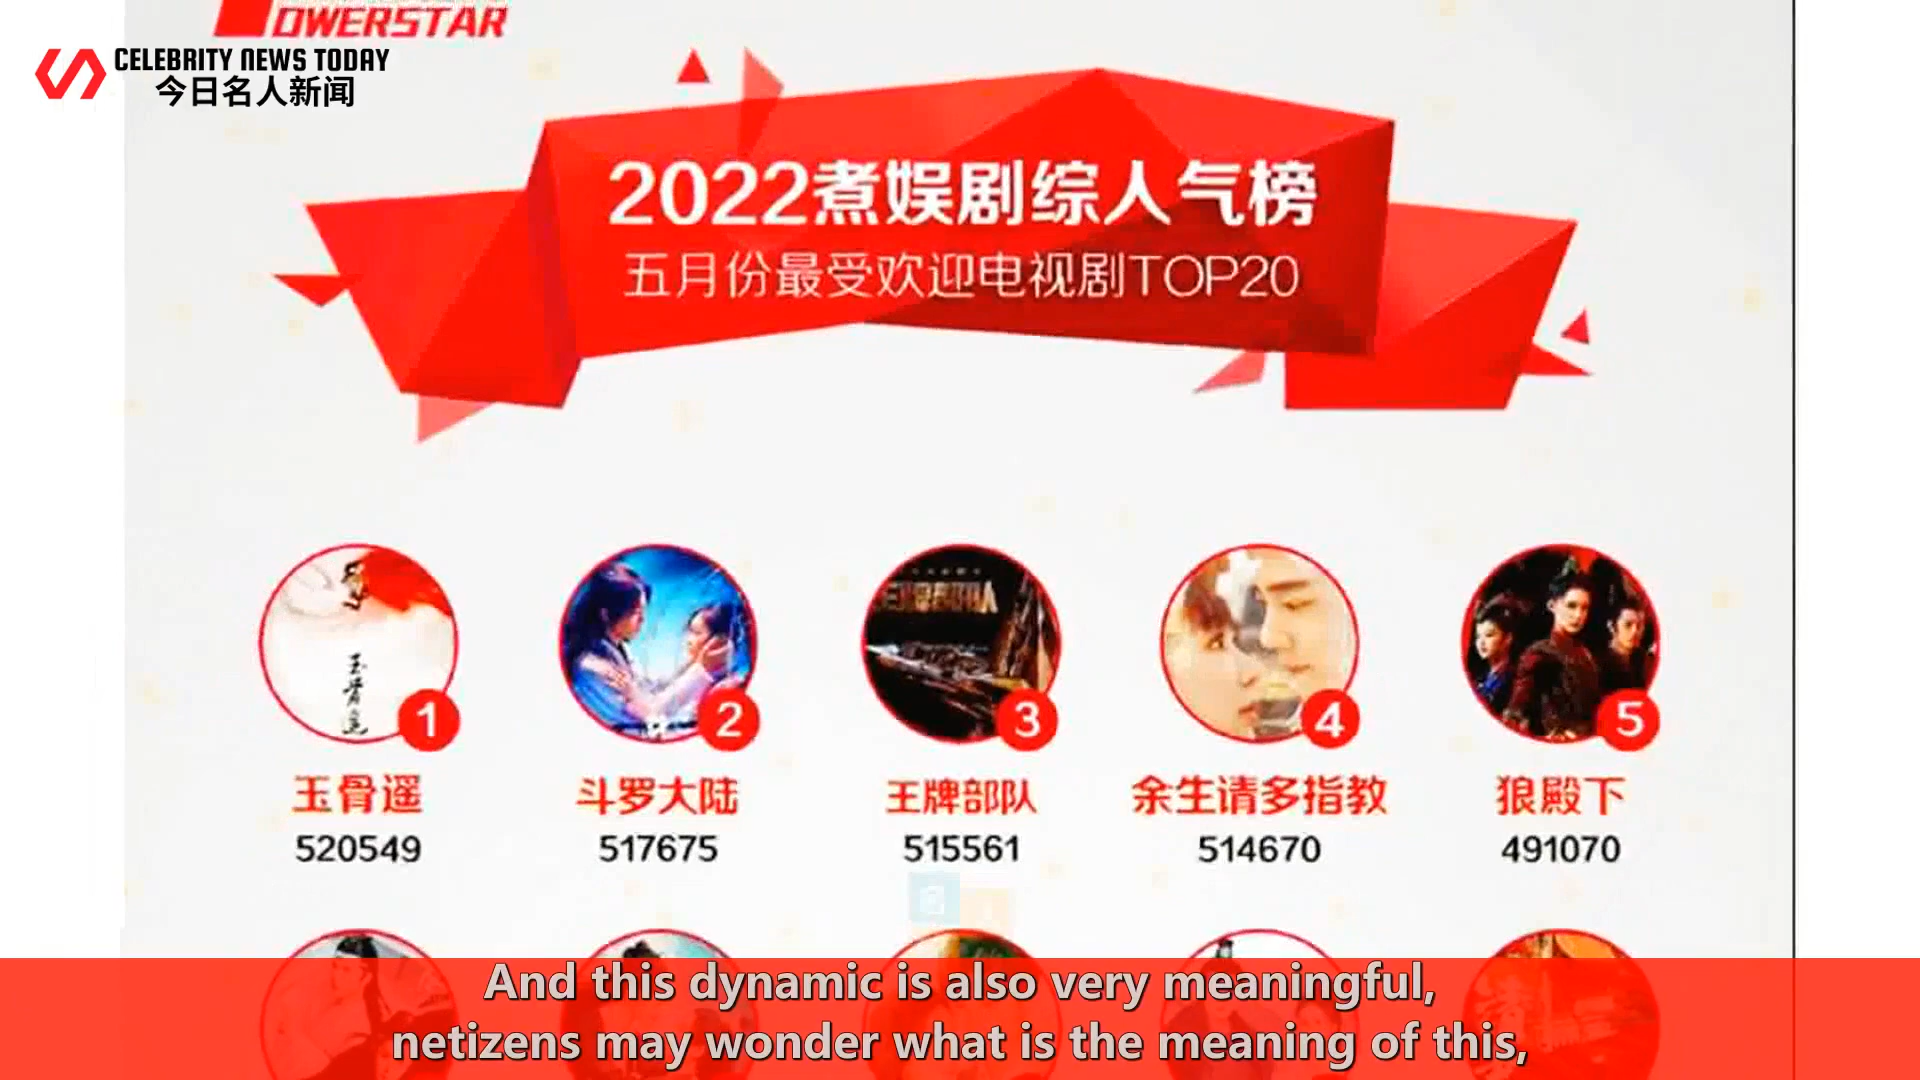 OWERSTAR
CELEBRITY NEWS TODAY
今日名人新闻
2022煮娱剧综人气榜
五月份最受欢迎电视剧TOP20
玉骨遥
1
2
3
4
5
玉骨遥 斗罗大陆 王牌部队 余生请多指教 狼殿下
520549 517675 515561 514670 491070
And this dynamic is also very meaningful,
netizens may wonder what is the meaning of this,